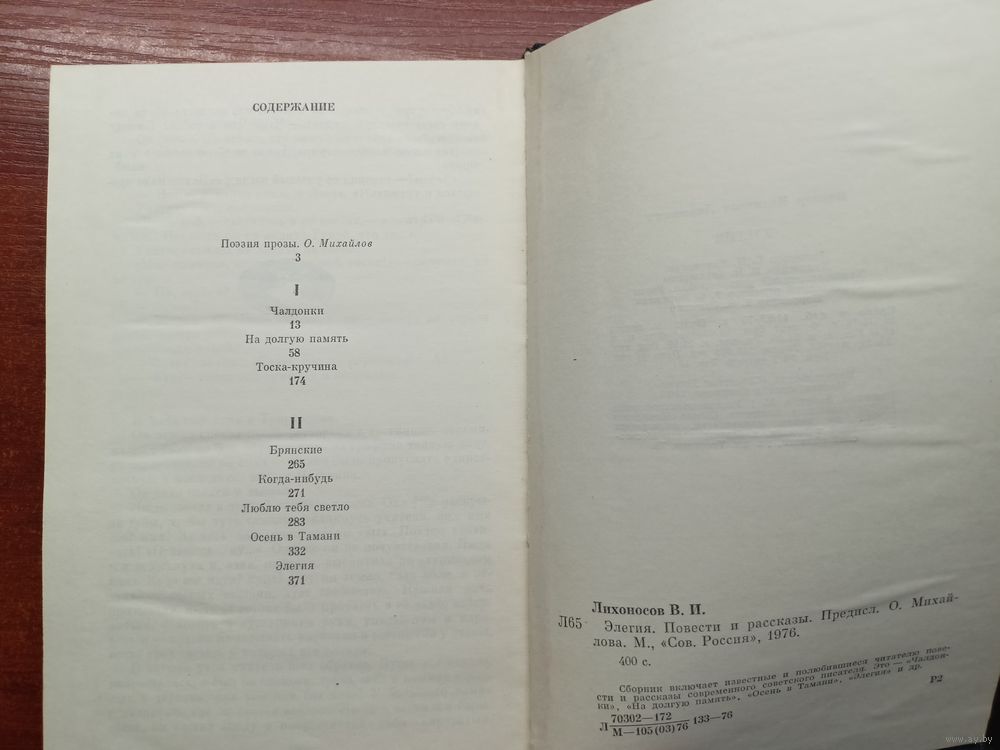 СОДЕРЖАНИЕ
Поэзия прозы. О. Михайлов
3
I
Чалдонки
13
На долгую память
58
Тоска-кручина
174
II
Брянские
265
Когда-нибудь
271
Люблю тебя светло
283
Осень в Тамани
332
Элегия
371
Лихоносов В. И.
Л65
Элегия. Повести и рассказы. Предисл. О. Михай-
лова. М., «Сов. Россия», 1976.
400 с.
Сборник включает известные и полюбившиеся читателю пове-
сти и рассказы современного советского писателя. Это — «Чалдон-
ки», «На долгую память», «Осень в Тамани», «Элегия» и др.
Р2
Л 70302—172
М—105(03)76 133—76
www.ay.by